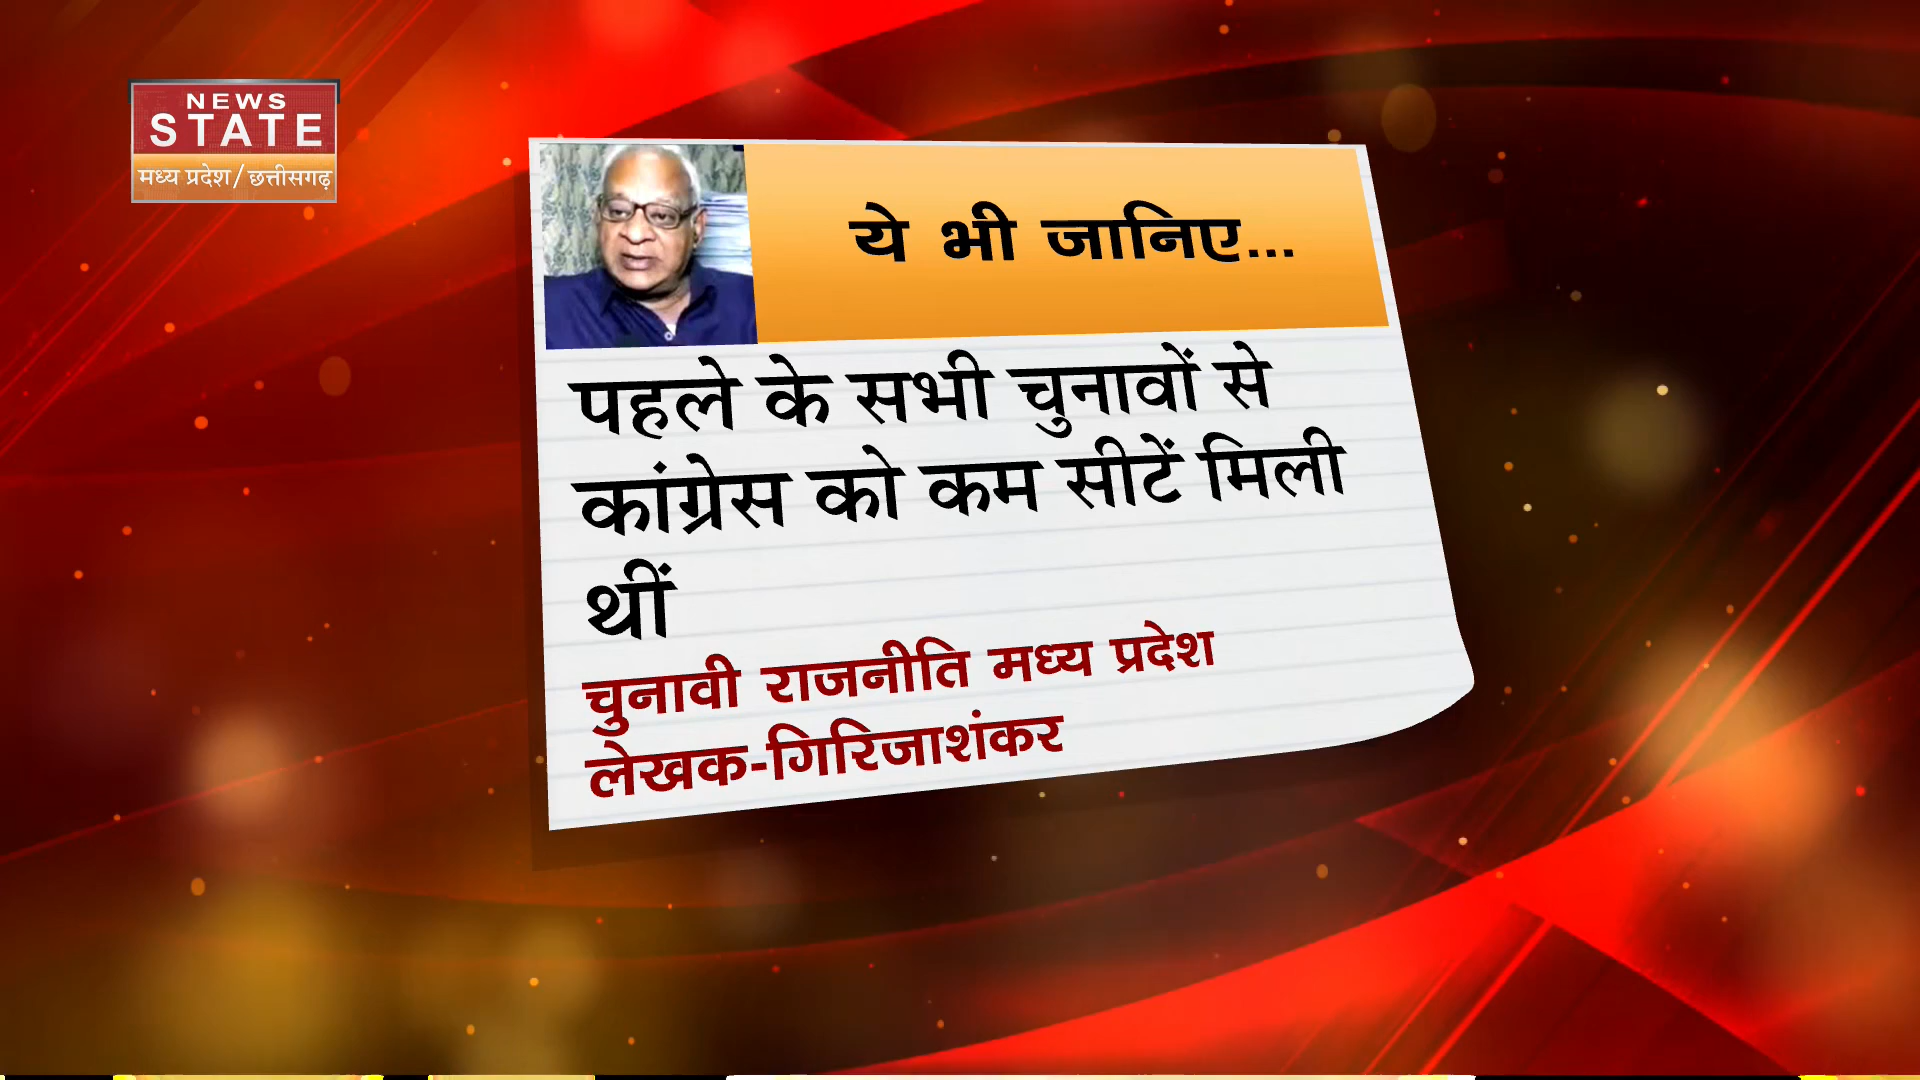 NEWS
STATE
मध्य प्रदेश/छत्तीसगढ़
ये भी जानिए...
पहले के सभी चुनावों से
कांग्रेस को कम सीटें मिली
थीं
चुनावी राजनीति मध्य प्रदेश
लेखक-गिरिजाशंकर